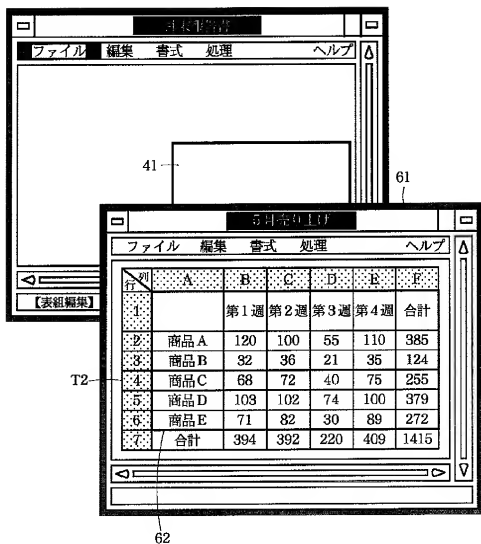 ファイル 編集 書式 処理 ヘルプ
41
61
5月売り上げ
ファイル 編集 書式 処理 ヘルプ
【表組編集】
列 行 A B C D E F
1 第1週 第2週 第3週 第4週 合計
2 商品A 120 100 55 110 385
3 商品B 32 36 21 35 124
T2
4 商品C 68 72 40 75 255
5 商品D 103 102 74 100 379
6 商品E 71 82 30 89 272
7 合計 394 392 220 409 1415
62